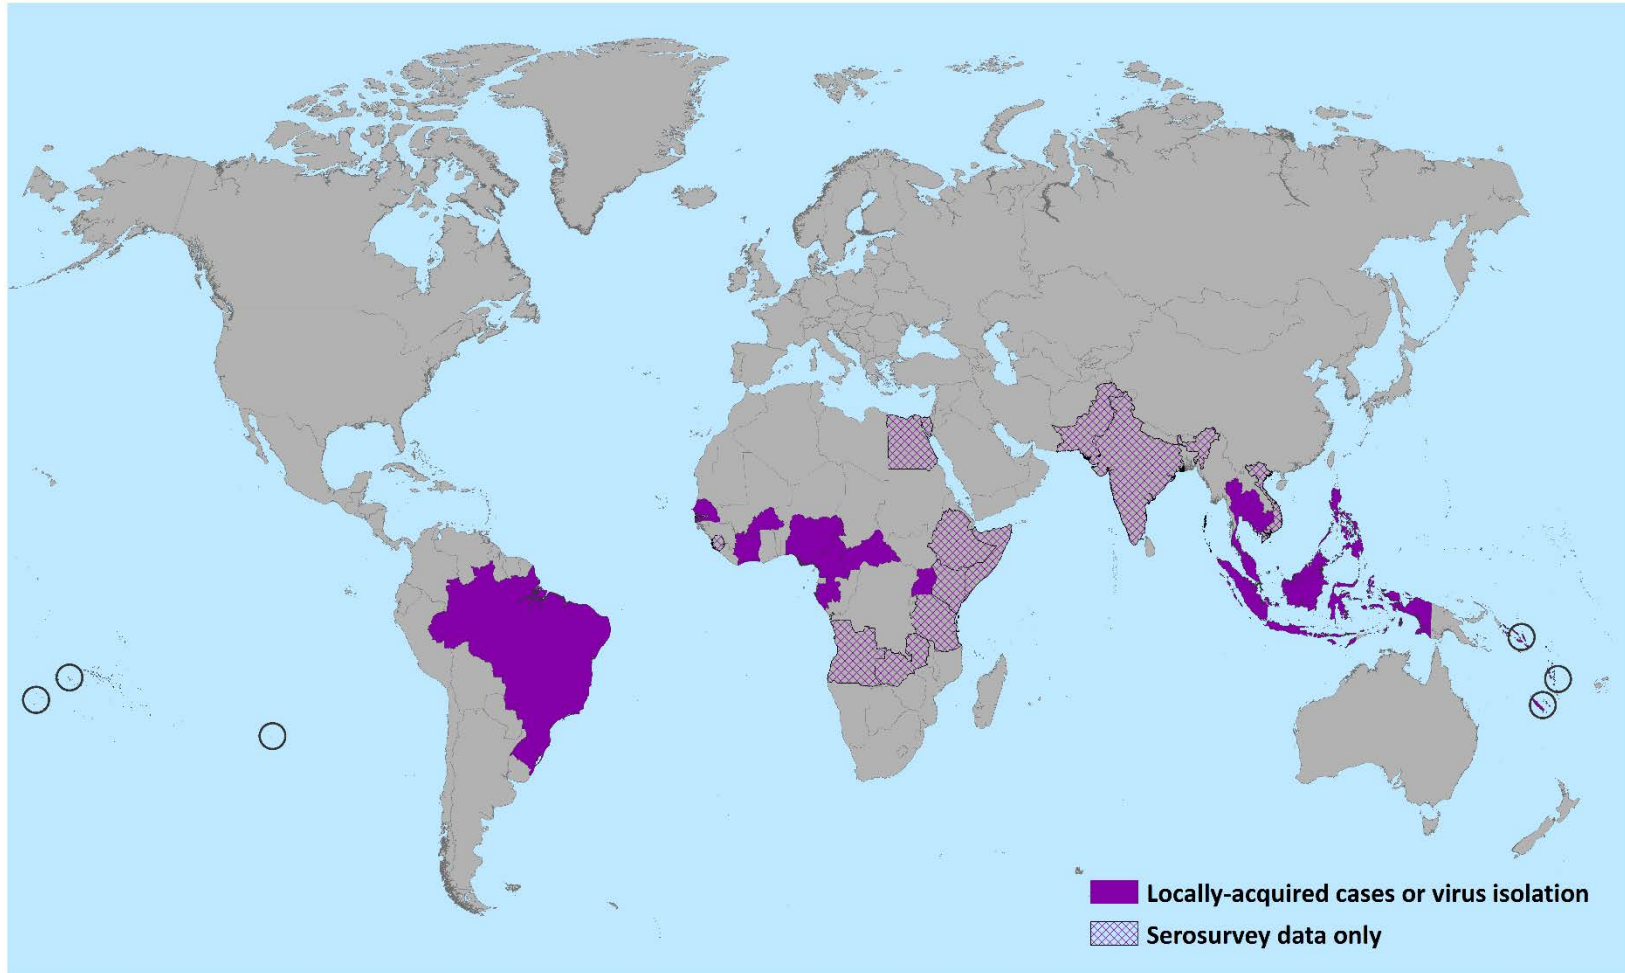 Locally-acquired cases or virus isolation
Serosurvey data only